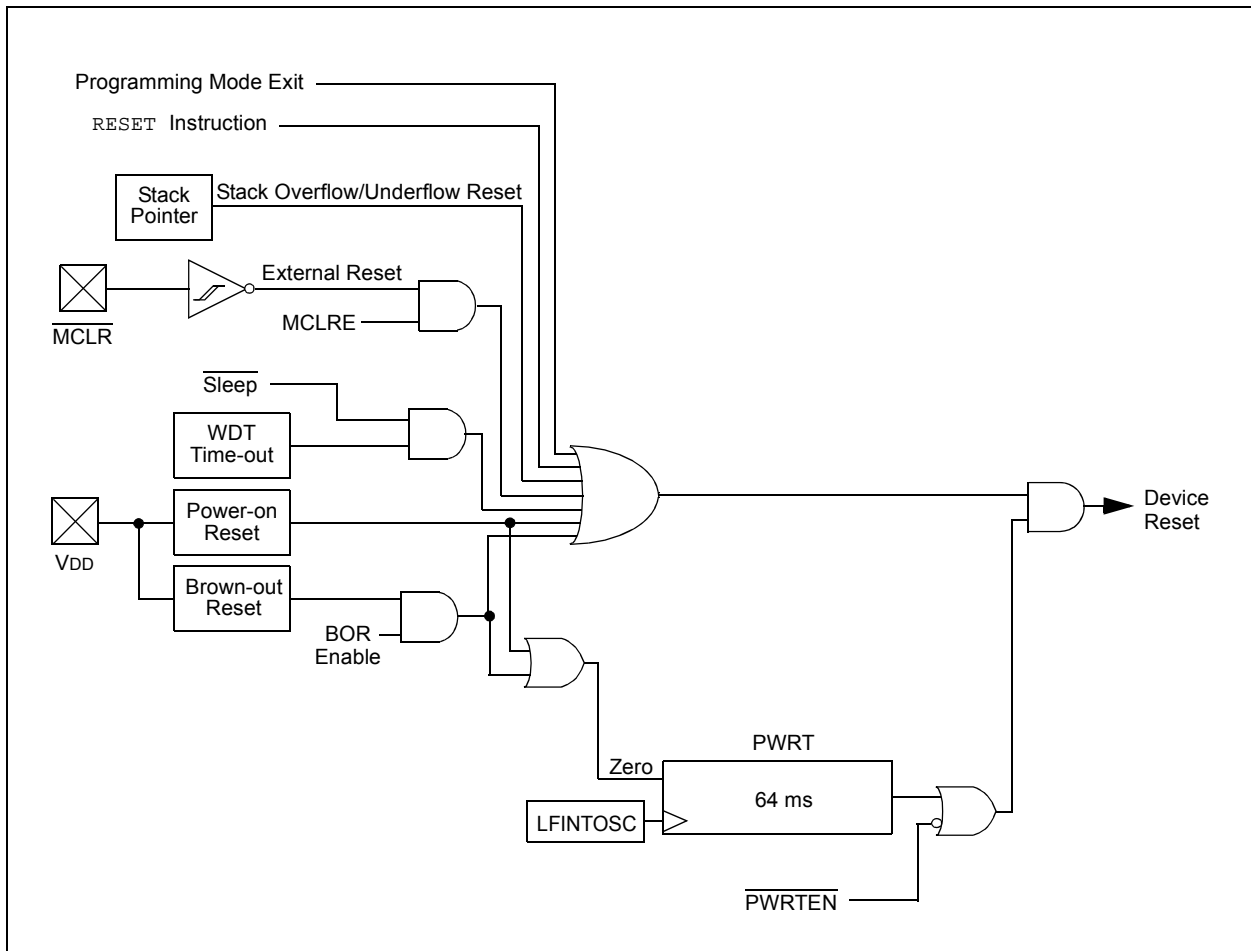 Programming Mode Exit
RESET Instruction
Stack
Pointer
Stack Overflow/Underflow Reset
External Reset
MCLR
MCLRE
Sleep
WDT
Time-out
VDD
Power-on
Reset
Brown-out
Reset
BOR
Enable
Device
Reset
PWRT
Zero
64 ms
LFINTOSC
PWRTEN